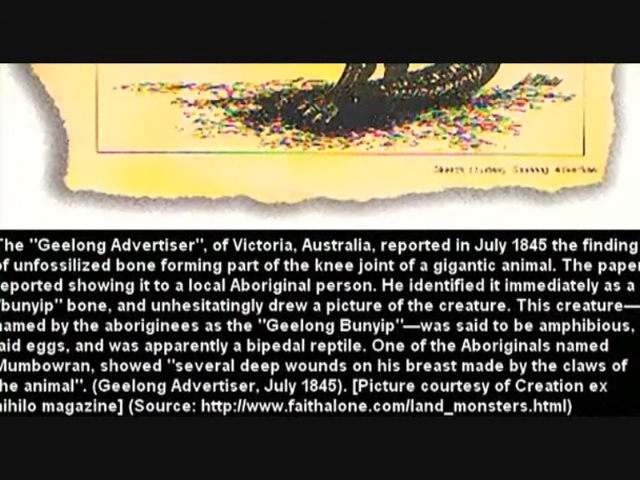 The "Geelong Advertiser", of Victoria, Australia, reported in July 1845 the finding
of unfossilized bone forming part of the knee joint of a gigantic animal. The paper
reported showing it to a local Aboriginal person. He identified it immediately as a
"bunyip" bone, and unhesitatingly drew a picture of the creature. This creature—
named by the aboriginees as the "Geelong Bunyip"—was said to be amphibious,
laid eggs, and was apparently a bipedal reptile. One of the Aboriginals named
Mumbowran, showed "several deep wounds on his breast made by the claws of
the animal". (Geelong Advertiser, July 1845). [Picture courtesy of Creation ex
nihilo magazine] (Source: http://www.faithalone.com/land_monsters.html)